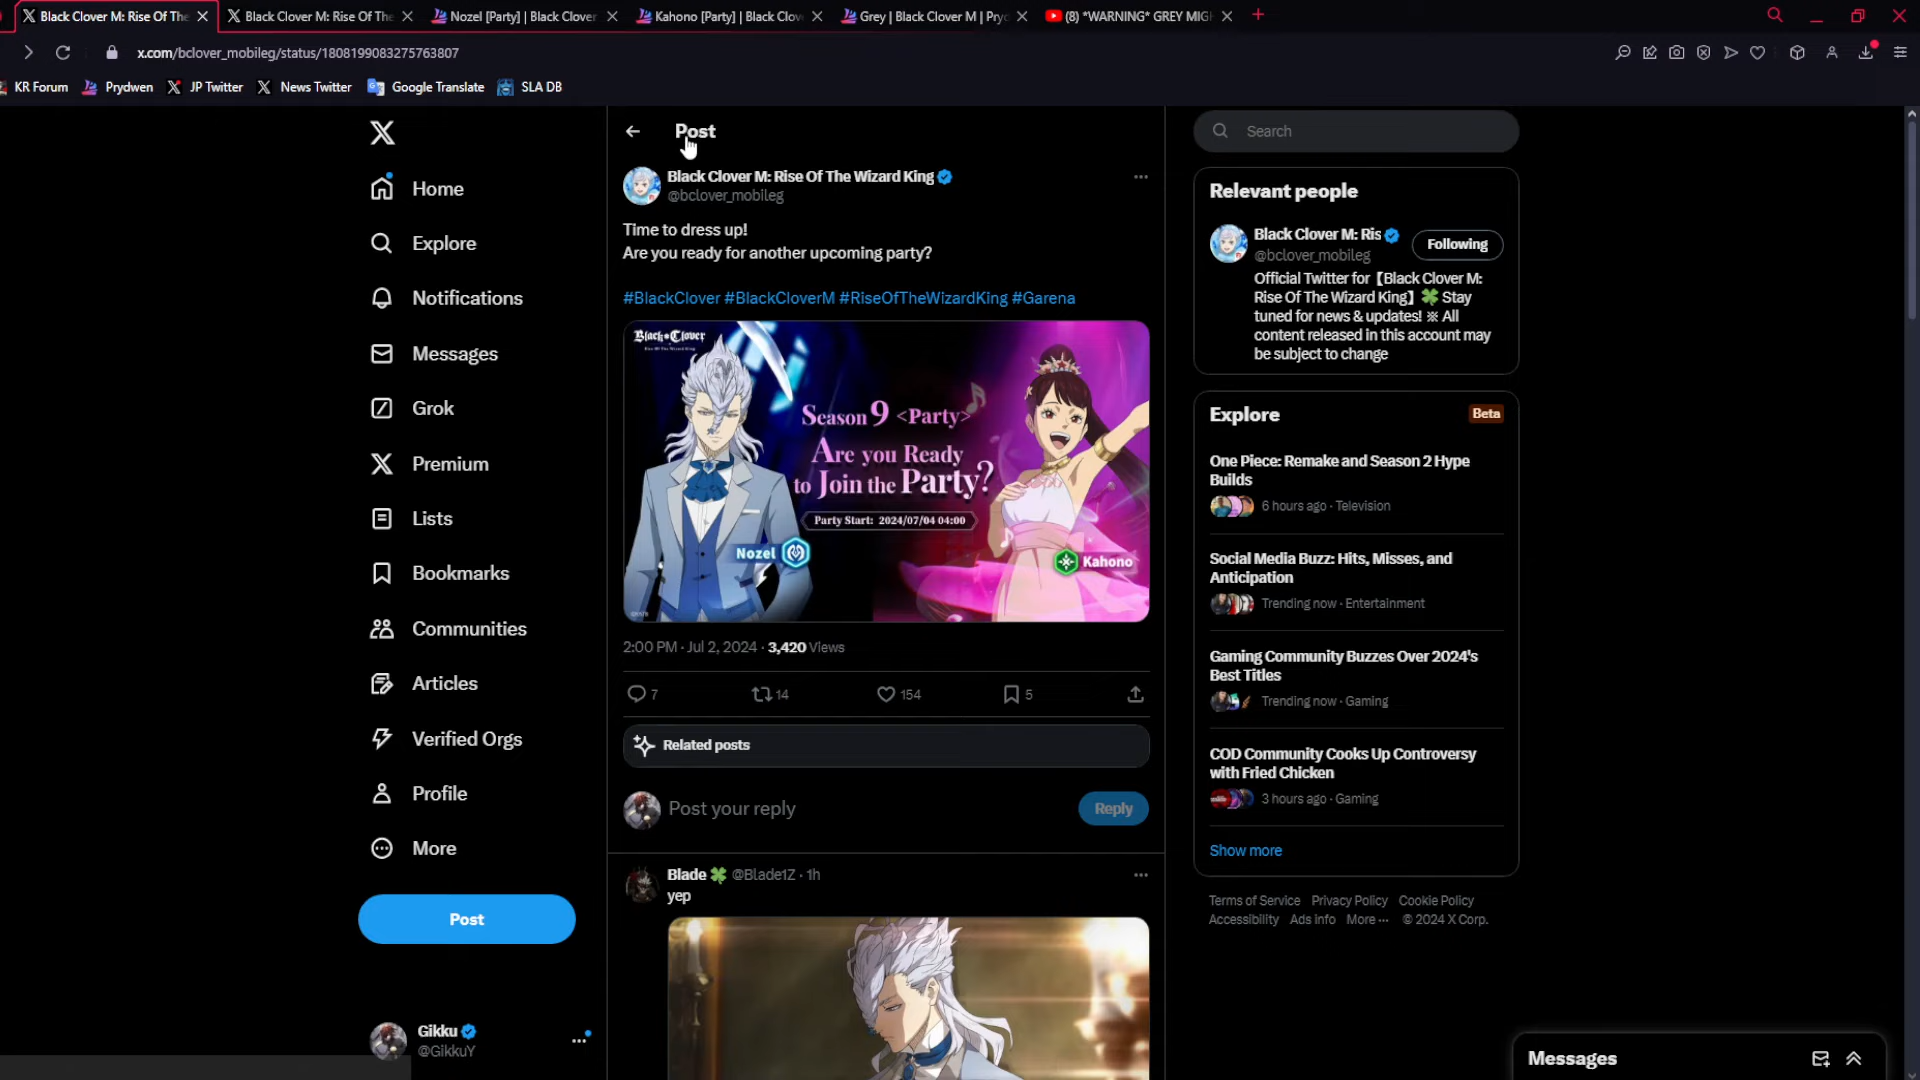 Black Clover M: Rise Of The
Black Clover M: Rise Of The
Nozel [Party] | Black Clover
Kahono [Party] | Black Clov
Grey | Black Clover M | Pryd
(8) *WARNING* GREY MIGH
x.com/bclover_mobileg/status/1808199083275763807
KR Forum
Prydwen
JP Twitter
News Twitter
Google Translate
SLA DB
Home
Explore
Notifications
Messages
Grok
Premium
Lists
Bookmarks
Communities
Articles
Verified Orgs
Profile
More
Post
Gikku
@GikkuY
Post
Black Clover M: Rise Of The Wizard King
@bclover_mobileg
Time to dress up!
Are you ready for another upcoming party?
#BlackClover #BlackCloverM #RiseOfTheWizardKing #Garena
Black Clover
Season 9 <Party>
Are you Ready
to Join the Party?
Party Start: 2024/07/04 04:00
Nozel
Kahono
2:00 PM · Jul 2, 2024 · 3,420 Views
7
14
154
5
Related posts
Post your reply
Reply
Blade @Blade1Z · 1h
yep
Search
Relevant people
Black Clover M: Ris
@bclover_mobileg
Following
Official Twitter for【Black Clover M:
Rise Of The Wizard King】🍀 Stay
tuned for news & updates! ※ All
content released in this account may
be subject to change
Explore
Beta
One Piece: Remake and Season 2 Hype
Builds
6 hours ago · Television
Social Media Buzz: Hits, Misses, and
Anticipation
Trending now · Entertainment
Gaming Community Buzzes Over 2024's
Best Titles
Trending now · Gaming
COD Community Cooks Up Controversy
with Fried Chicken
3 hours ago · Gaming
Show more
Terms of Service Privacy Policy Cookie Policy
Accessibility Ads info More ··· © 2024 X Corp.
Messages